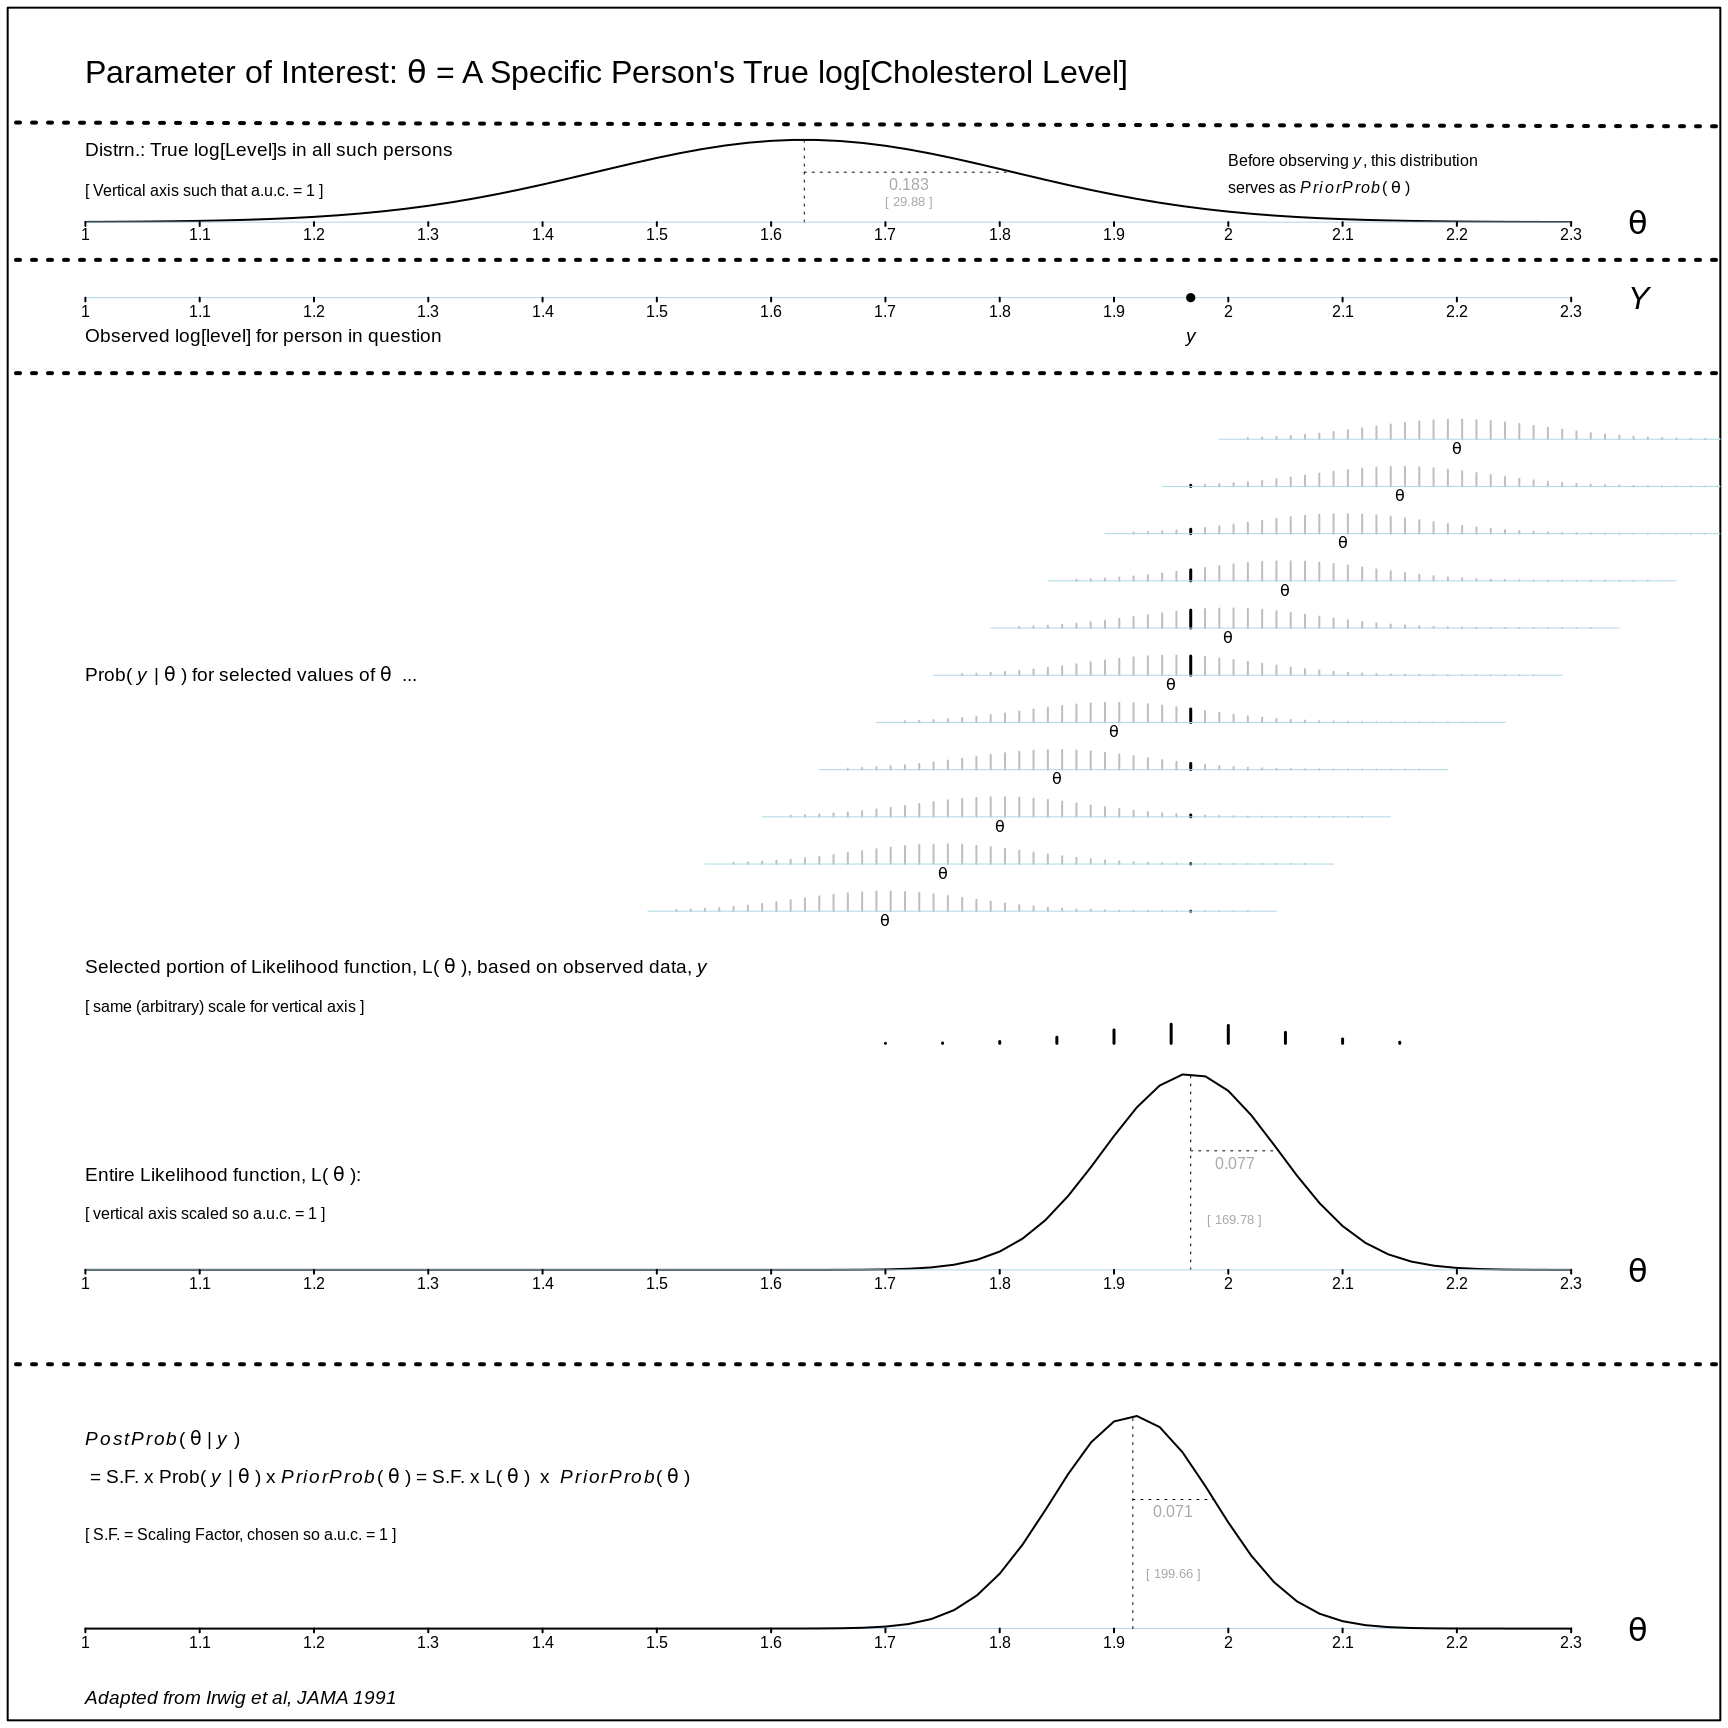 Parameter of Interest: θ = A Specific Person's True log[Cholesterol Level]
Distrn.: True log[Level]s in all such persons
[ Vertical axis such that a.u.c. = 1 ]
Before observing y, this distribution
serves as PriorProb( θ )
0.183
[ 29.88 ]
1 1.1 1.2 1.3 1.4 1.5 1.6 1.7 1.8 1.9 2 2.1 2.2 2.3 θ
1 1.1 1.2 1.3 1.4 1.5 1.6 1.7 1.8 1.9 2 2.1 2.2 2.3 Y
Observed log[level] for person in question y
θ
θ
θ
θ
θ
Prob( y | θ ) for selected values of θ ...
θ
θ
θ
θ
θ
θ
Selected portion of Likelihood function, L( θ ), based on observed data, y
[ same (arbitrary) scale for vertical axis ]
0.077
Entire Likelihood function, L( θ ):
[ vertical axis scaled so a.u.c. = 1 ]
[ 169.78 ]
1 1.1 1.2 1.3 1.4 1.5 1.6 1.7 1.8 1.9 2 2.1 2.2 2.3 θ
PostProb( θ | y )
= S.F. x Prob( y | θ ) x PriorProb( θ ) = S.F. x L( θ ) x PriorProb( θ )
0.071
[ S.F. = Scaling Factor, chosen so a.u.c. = 1 ]
[ 199.66 ]
1 1.1 1.2 1.3 1.4 1.5 1.6 1.7 1.8 1.9 2 2.1 2.2 2.3 θ
Adapted from Irwig et al, JAMA 1991